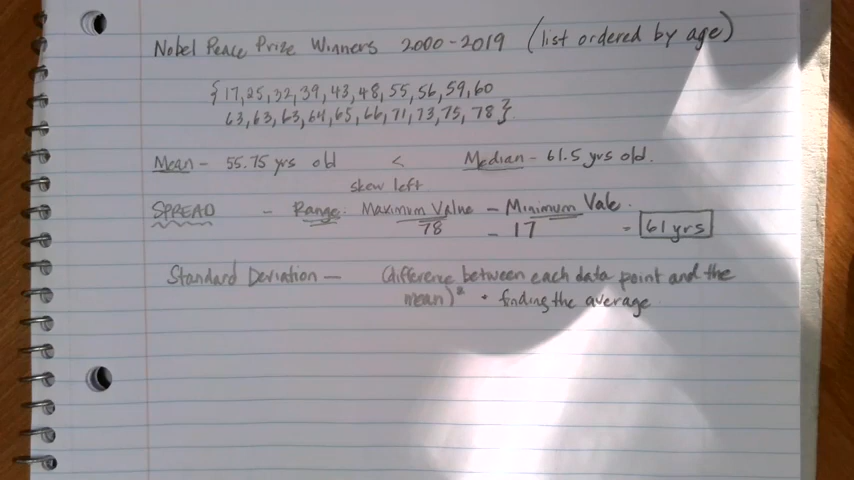 Nobel Peace Prize Winners 2000-2019 (list ordered by age)
{17,25,32,39,43,48,55,56,59,60
63,63,63,64,65,66,71,73,75,78}
Mean - 55.75 yrs old < Median - 61.5 yrs old.
skew left
SPREAD - Range: Maximum Value - Minimum Vale.
78 - 17 = 61 yrs
Standard Deviation - (difference between each data point and the
mean)² + finding the average